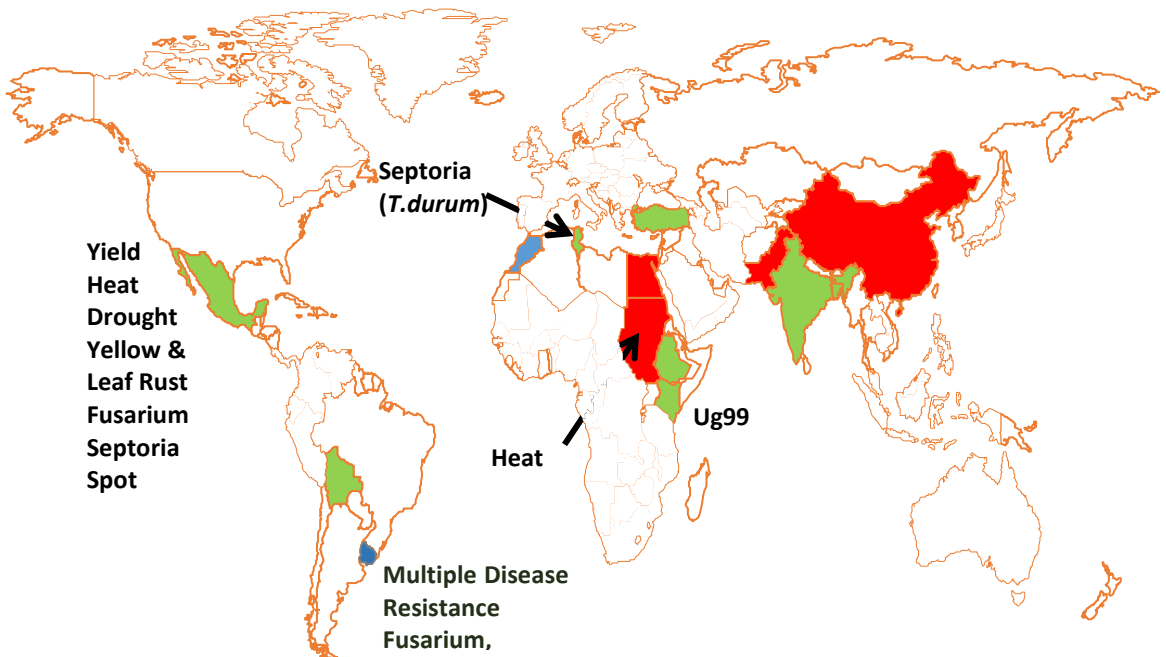 Septoria
(T.durum)
Yield
Heat
Drought
Yellow &
Leaf Rust
Fusarium
Septoria
Spot
Ug99
Heat
Multiple Disease
Resistance
Fusarium,